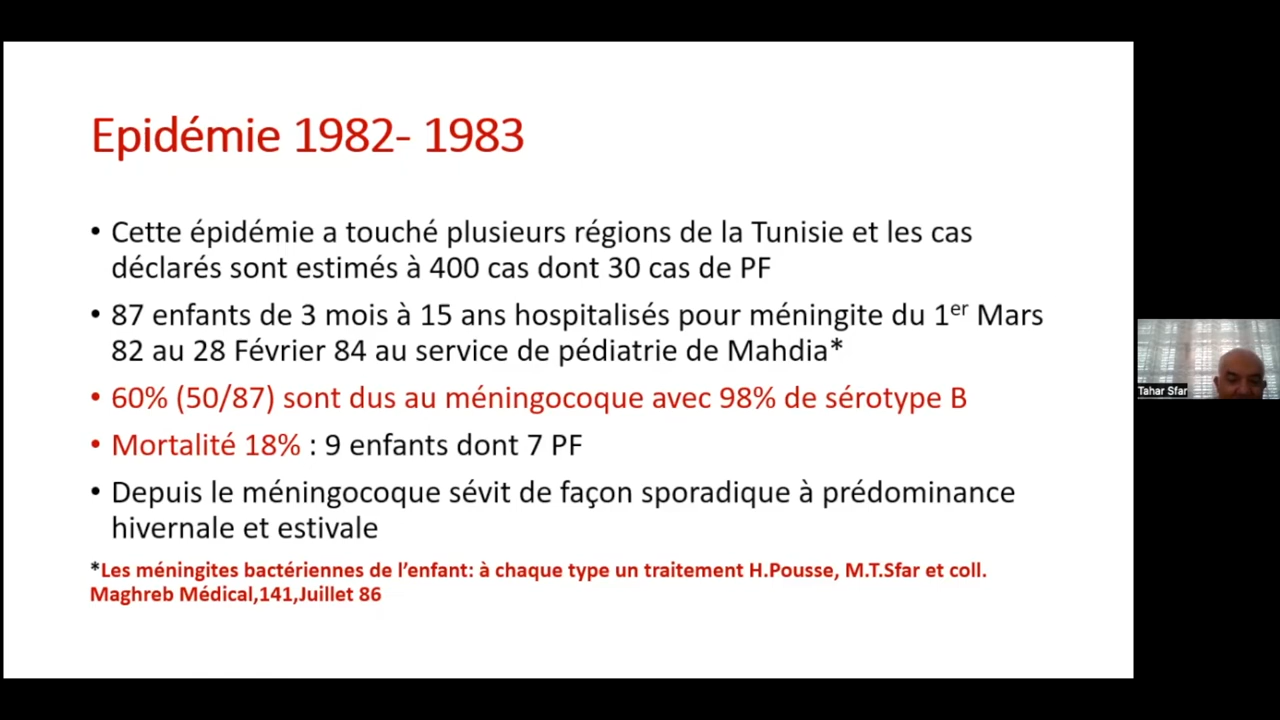 Epidémie 1982- 1983
• Cette épidémie a touché plusieurs régions de la Tunisie et les cas
déclarés sont estimés à 400 cas dont 30 cas de PF
• 87 enfants de 3 mois à 15 ans hospitalisés pour méningite du 1er Mars
82 au 28 Février 84 au service de pédiatrie de Mahdia*
• 60% (50/87) sont dus au méningocoque avec 98% de sérotype B
• Mortalité 18% : 9 enfants dont 7 PF
• Depuis le méningocoque sévit de façon sporadique à prédominance
hivernale et estivale
*Les méningites bactériennes de l’enfant: à chaque type un traitement H.Pousse, M.T.Sfar et coll.
Maghreb Médical,141,Juillet 86
Tahar Sfar